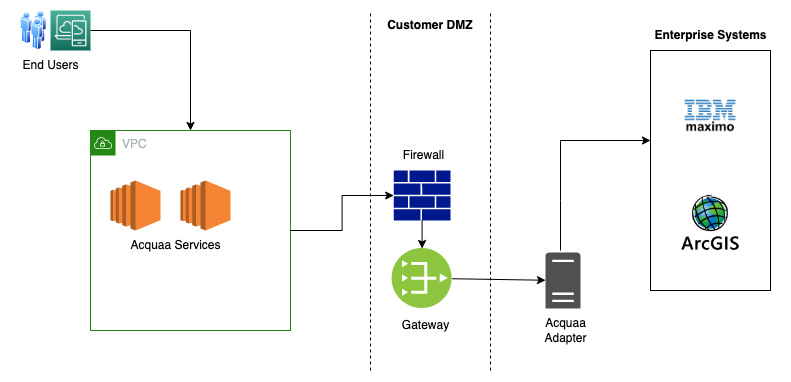 Customer DMZ
Enterprise Systems
End Users
IBM
maximo
VPC
Firewall
ArcGIS
Acquaa Services
Gateway
Acquaa
Adapter